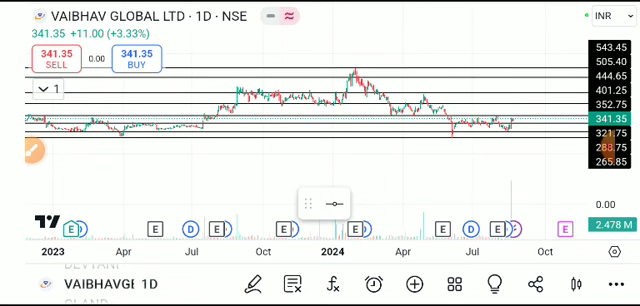 VAIBHAV GLOBAL LTD · 1D · NSE
INR
341.35 +11.00 (+3.33%)
341.35
SELL
0.00
341.35
BUY
1
543.45
505.40
444.65
401.25
352.75
341.35
321.75
288.75
265.85
0.00
2.478 M
E
E
D
E
E
E
E
D
E
E
2023
Apr
Jul
Oct
2024
Apr
Jul
Oct
VAIBHAVGL 1D